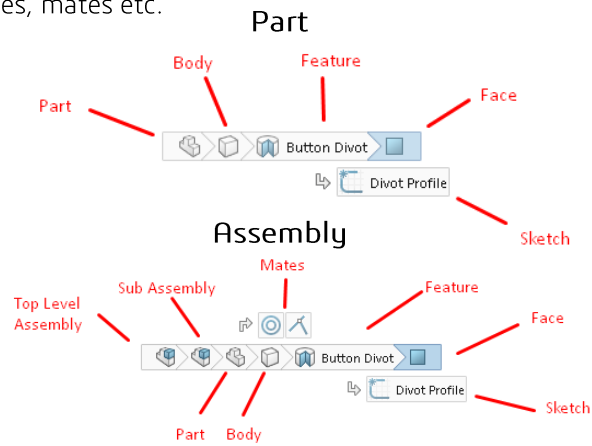 es, mates etc.
Part
Body
Feature
Part
Face
Button Divot
Divot Profile
Sketch
Assembly
Mates
Sub Assembly
Feature
Top Level
Assembly
Face
Button Divot
Divot Profile
Sketch
Part
Body